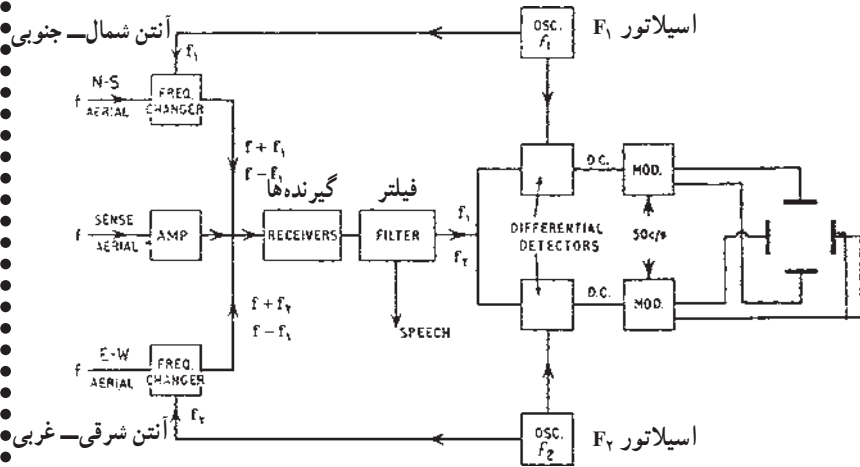 آنتن شمال ـ جنوبی
OSC.
f₁
اسیلاتور F₁
f₁
N-S
f
AERIAL
FREQ.
CHANGER
f + f₁
f − f₁
گیرنده‌ها
فیلتر
D.C.
MOD.
SENSE
f
AERIAL
AMP
RECEIVERS
FILTER
f₁
f₂
DIFFERENTIAL
DETECTORS
50c/s
f + f₂
f − f₁
SPEECH
D.C.
MOD.
E-W
f
AERIAL
FREQ.
CHANGER
f₂
آنتن شرقی ـ غربی
OSC.
f₂
اسیلاتور F₂